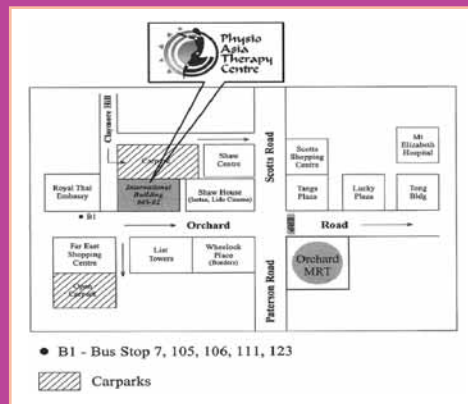 Physio
Asia
Therapy
Centre
Claymore Hill
Carpark
Shaw
Centre
Scotts Road
Scotts
Shopping
Centre
Mt
Elizabeth
Hospital
Royal Thai
Embassy
International
Building
Shaw House
(Isetan, Lido Cinema)
Tangs
Plaza
Lucky
Plaza
Tong
Bldg
B1
Orchard
Road
Far East
Shopping
Centre
Liat
Towers
Wheelock
Place
(Borders)
Paterson Road
Orchard
MRT
Open
Carpark
B1 - Bus Stop 7, 105, 106, 111, 123
Carparks